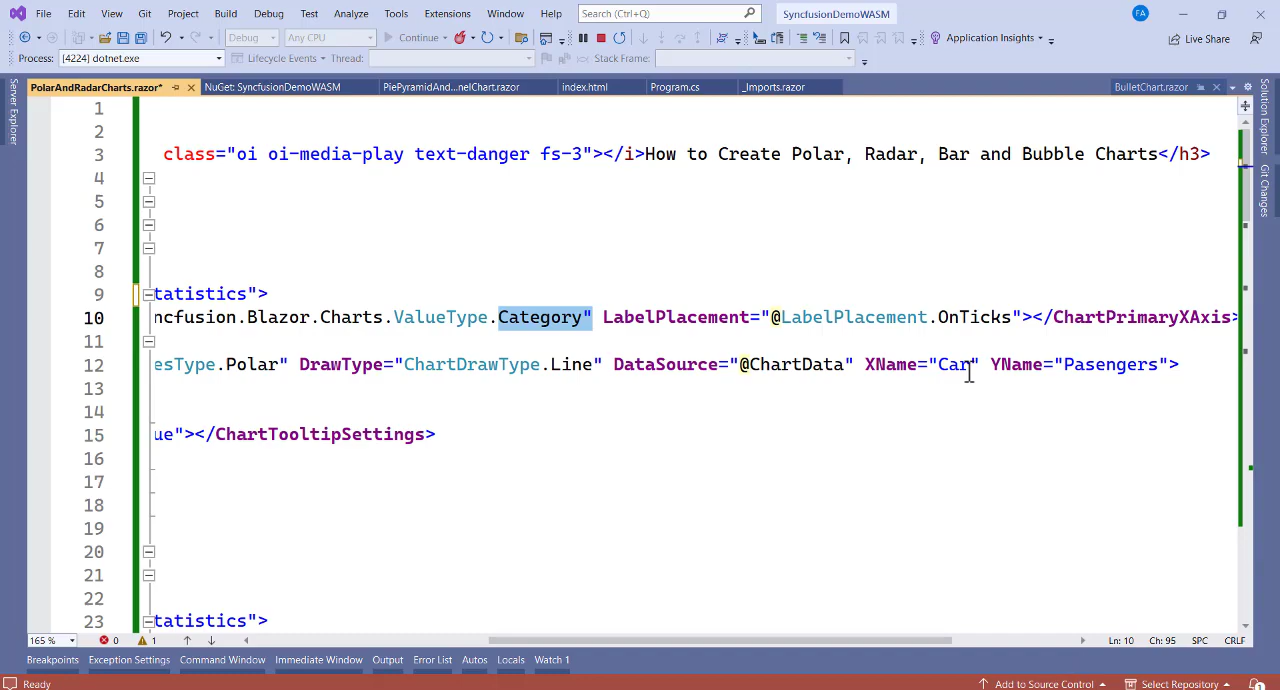 File Edit View Git Project Build Debug Test Analyze Tools Extensions Window Help Search (Ctrl+Q) SyncfusionDemoWASM FA
Debug Any CPU Continue Application Insights Live Share
Process: [4224] dotnet.exe Lifecycle Events Thread: Stack Frame:
PolarAndRadarCharts.razor* NuGet: SyncfusionDemoWASM PiePyramidAnd...nelChart.razor index.html Program.cs _Imports.razor BulletChart.razor
Server Explorer
Solution Explorer
Git Changes
1
2
3 class="oi oi-media-play text-danger fs-3"></i>How to Create Polar, Radar, Bar and Bubble Charts</h3>
4
5
6
7
8
9 tatistics">
10 ncfusion.Blazor.Charts.ValueType.Category" LabelPlacement="@LabelPlacement.OnTicks"></ChartPrimaryXAxis>
11
12 esType.Polar" DrawType="ChartDrawType.Line" DataSource="@ChartData" XName="Car" YName="Pasengers">
13
14
15 ue"></ChartTooltipSettings>
16
17
18
19
20
21
22
23 tatistics">
165 % 0 1 Ln: 10 Ch: 95 SPC CRLF
Breakpoints Exception Settings Command Window Immediate Window Output Error List Autos Locals Watch 1
Ready Add to Source Control Select Repository 1